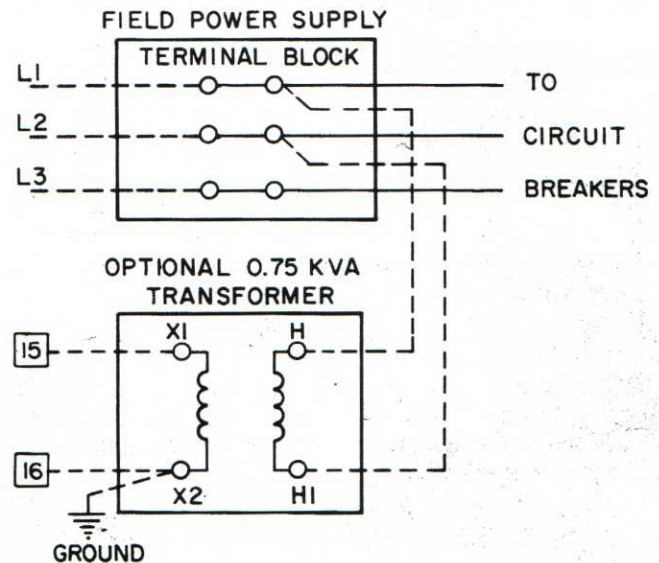 FIELD POWER SUPPLY
TERMINAL BLOCK
L1
TO
L2
CIRCUIT
L3
BREAKERS
OPTIONAL 0.75 KVA
TRANSFORMER
15
X1
H
16
X2
H1
GROUND